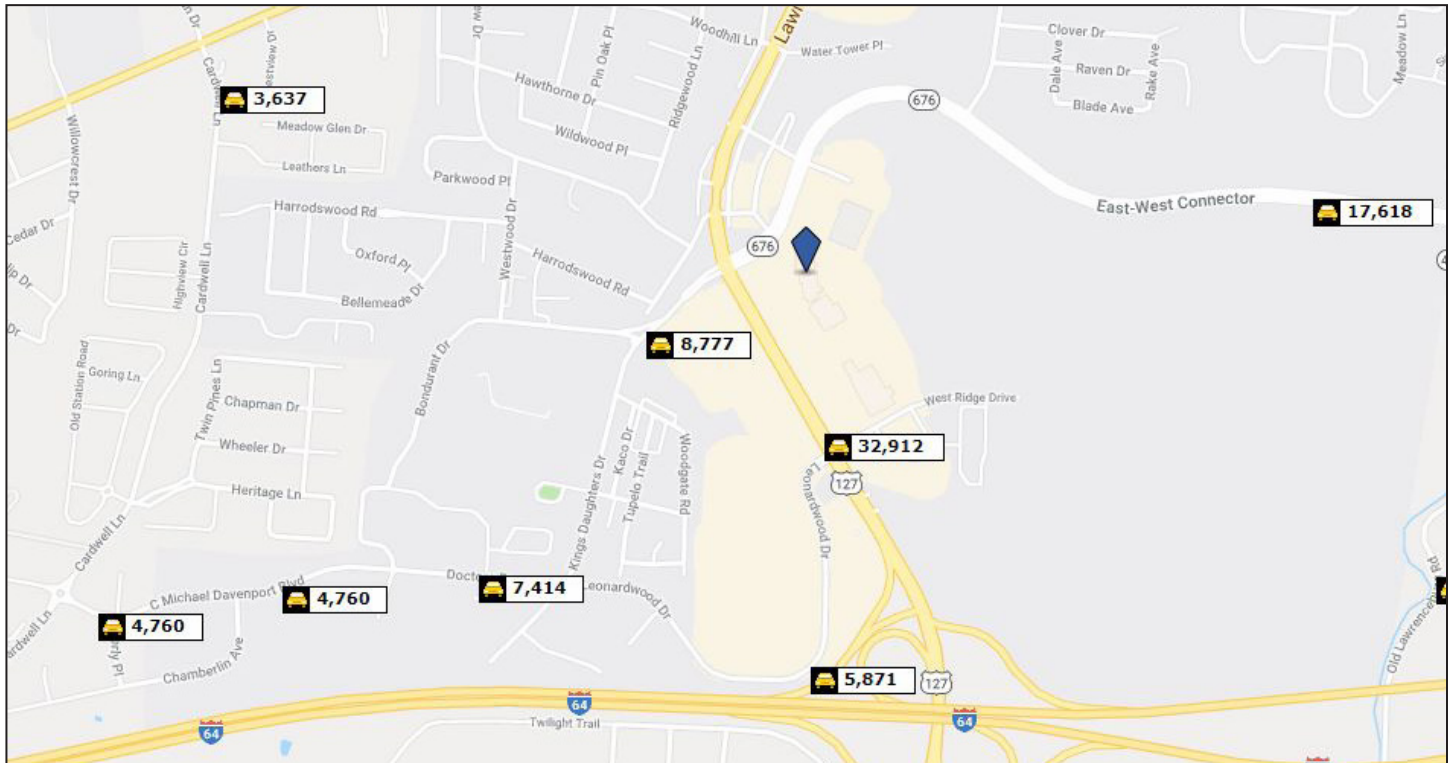 Woodhill Ln
Lawr
Water Tower Pl
Clover Dr
Dale Ave
Raven Dr
Rake Ave
Blade Ave
Meadow Ln
Pin Oak Pl
Hawthorne Dr
Ridgewood Ln
Wildwood Pl
3,637
Meadow Glen Dr
Leathers Ln
Willowcrest Dr
Parkwood Pl
676
East-West Connector
17,618
Harrodswood Rd
Westwood Dr
Oxford Pl
Harrodswood Rd
676
Cedar Dr
Highview Cir
Cardwell Ln
Bellemeade Dr
8,777
Goring Ln
Old Station Road
Twin Pines Ln
Bondurant Dr
Chapman Dr
Wheeler Dr
Heritage Ln
West Ridge Drive
32,912
127
Kaco Dr
Tupelo Trail
Woodgate Rd
Kings Daughters Dr
Leonardwood Dr
Cardwell Ln
C Michael Davenport Blvd
4,760
7,414
Leonardwood Dr
4,760
Cardwell Ln
Chamberlin Ave
5,871
127
64
64
64
Twilight Trail